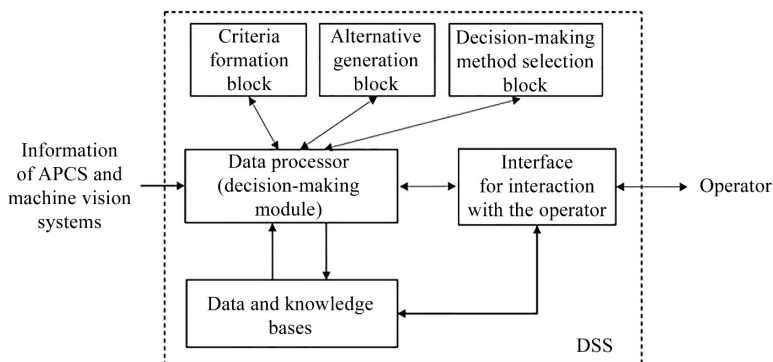 Criteria
formation
block
Alternative
generation
block
Decision-making
method selection
block
Information
of APCS and
machine vision
systems
Data processor
(decision-making
module)
Interface
for interaction
with the operator
Operator
Data and knowledge
bases
DSS